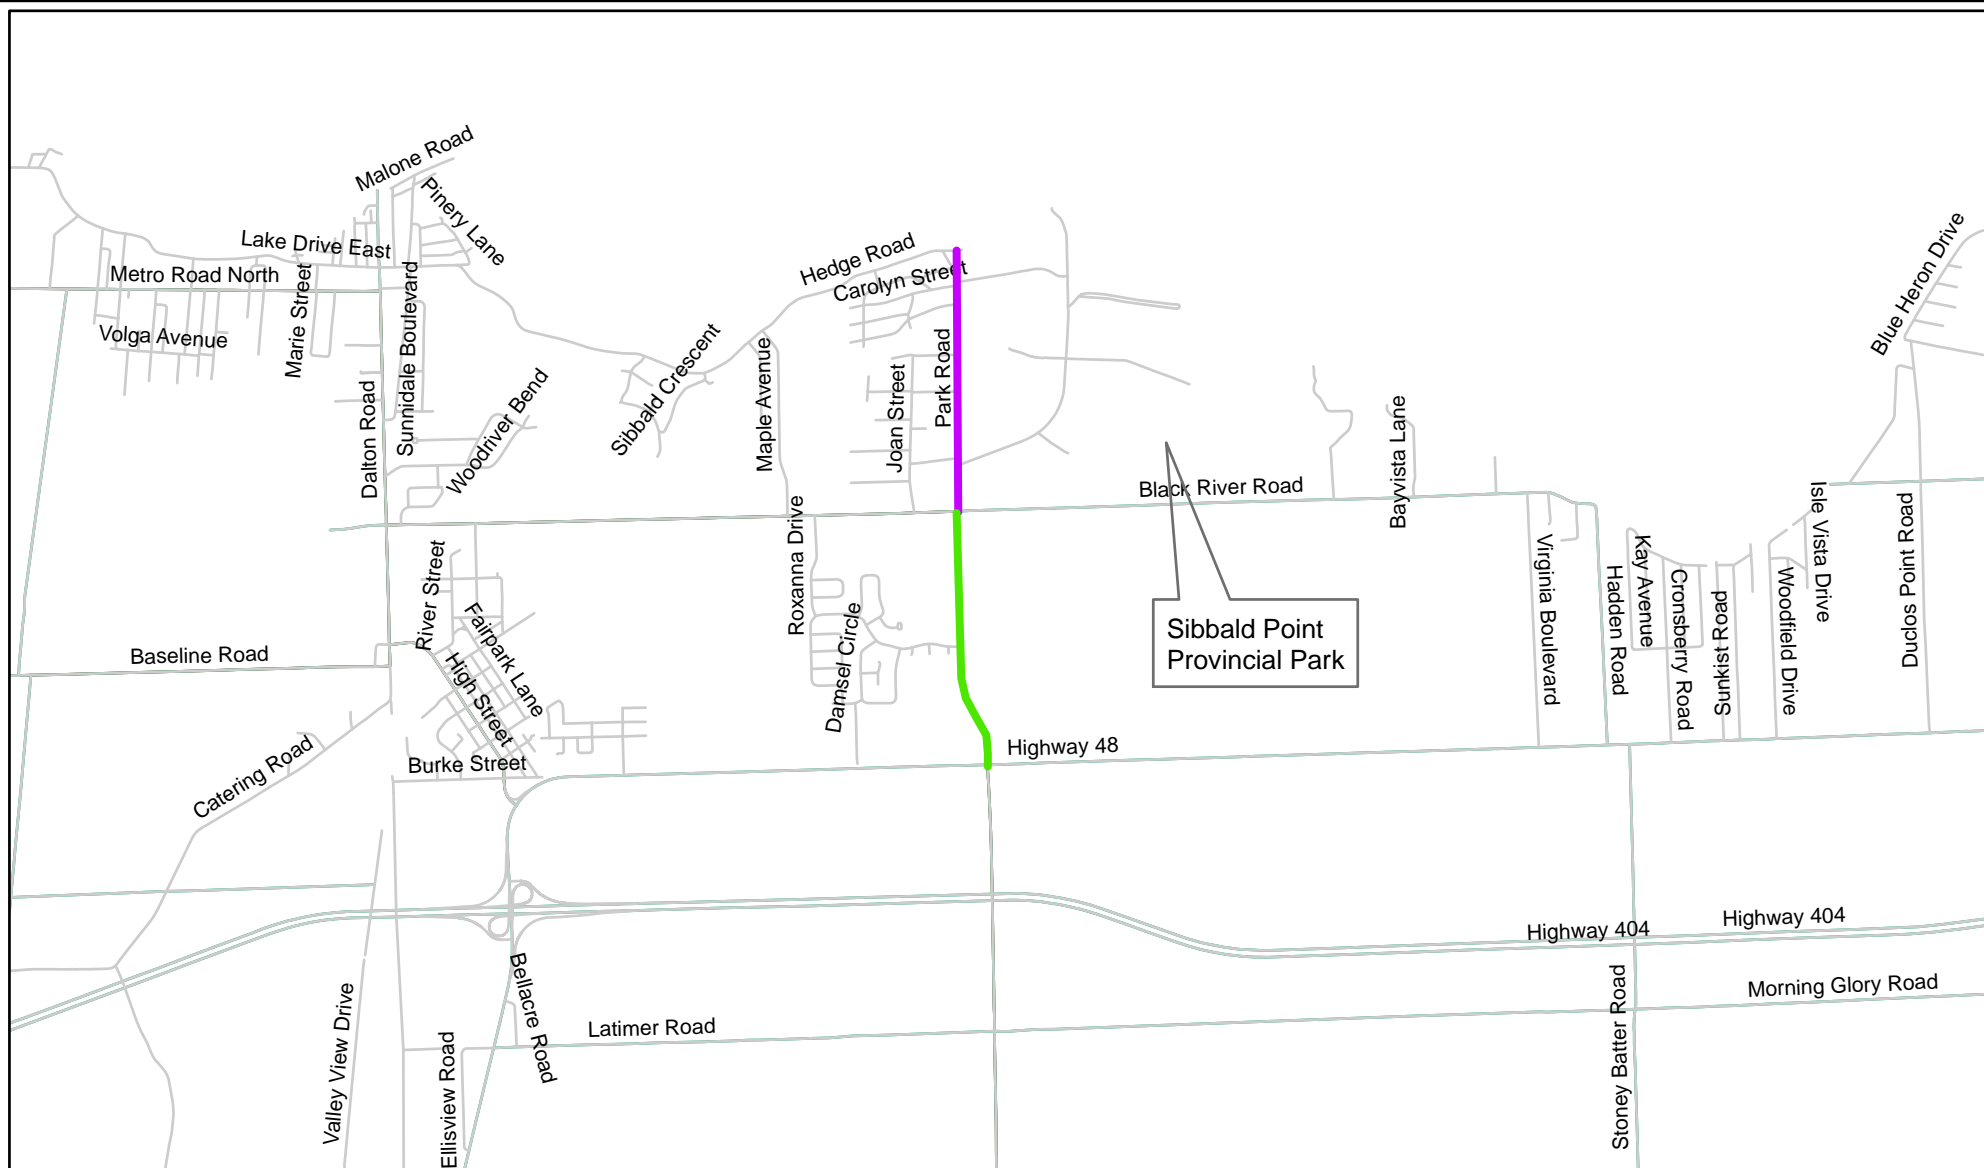 Malone Road
Pinery Lane
Lake Drive East
Metro Road North
Marie Street
Volga Avenue
Sunnidale Boulevard
Dalton Road
Woodriver Bend
Sibbald Crescent
Hedge Road
Carolyn Street
Maple Avenue
Joan Street
Park Road
Blue Heron Drive
Black River Road
Bayvista Lane
Isle Vista Drive
Duclos Point Road
Roxanna Drive
River Street
Fairpark Lane
High Street
Baseline Road
Damsel Circle
Sibbald Point
Provincial Park
Virginia Boulevard
Hadden Road
Kay Avenue
Cronsberry Road
Sunkist Road
Woodfield Drive
Catering Road
Burke Street
Highway 48
Highway 404
Highway 404
Bellacre Road
Valley View Drive
Ellisview Road
Latimer Road
Stoney Batter Road
Morning Glory Road